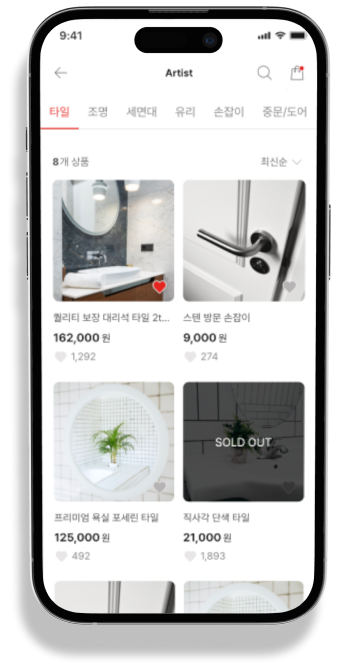 9:41
Artist
타일 조명 세면대 유리 손잡이 중문/도어
8개 상품 최신순
퀄리티 보장 대리석 타일 2t... 스텐 방문 손잡이
162,000 원 9,000 원
1,292 274
SOLD OUT
프리미엄 욕실 포세린 타일 직사각 단색 타일
125,000 원 21,000 원
492 1,893